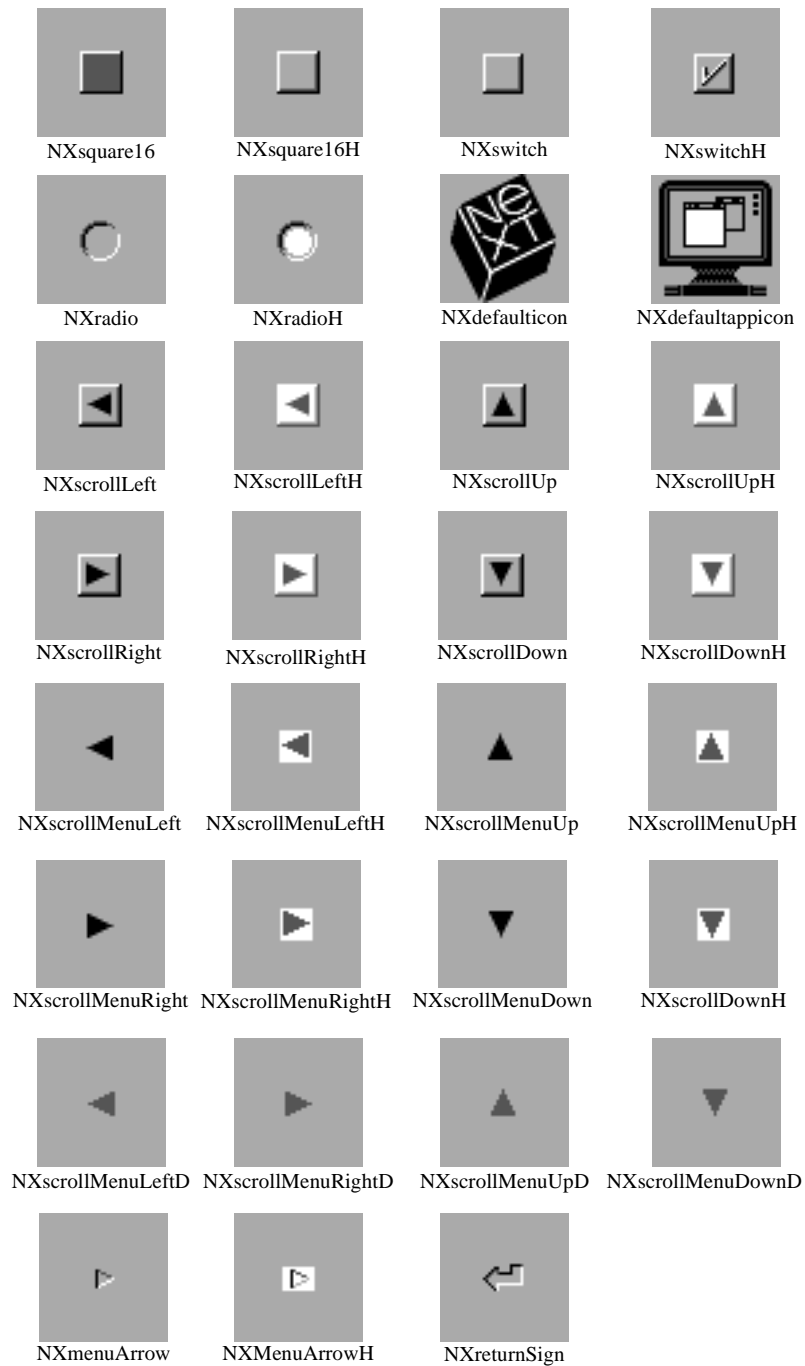 NXsquare16 NXsquare16H NXswitch NXswitchH
NeXT
NXradio NXradioH NXdefaulticon NXdefaultappicon
NXscrollLeft NXscrollLeftH NXscrollUp NXscrollUpH
NXscrollRight NXscrollRightH NXscrollDown NXscrollDownH
NXscrollMenuLeft NXscrollMenuLeftH NXscrollMenuUp NXscrollMenuUpH
NXscrollMenuRight NXscrollMenuRightH NXscrollMenuDown NXscrollDownH
NXscrollMenuLeftD NXscrollMenuRightD NXscrollMenuUpD NXscrollMenuDownD
NXmenuArrow NXMenuArrowH NXreturnSign